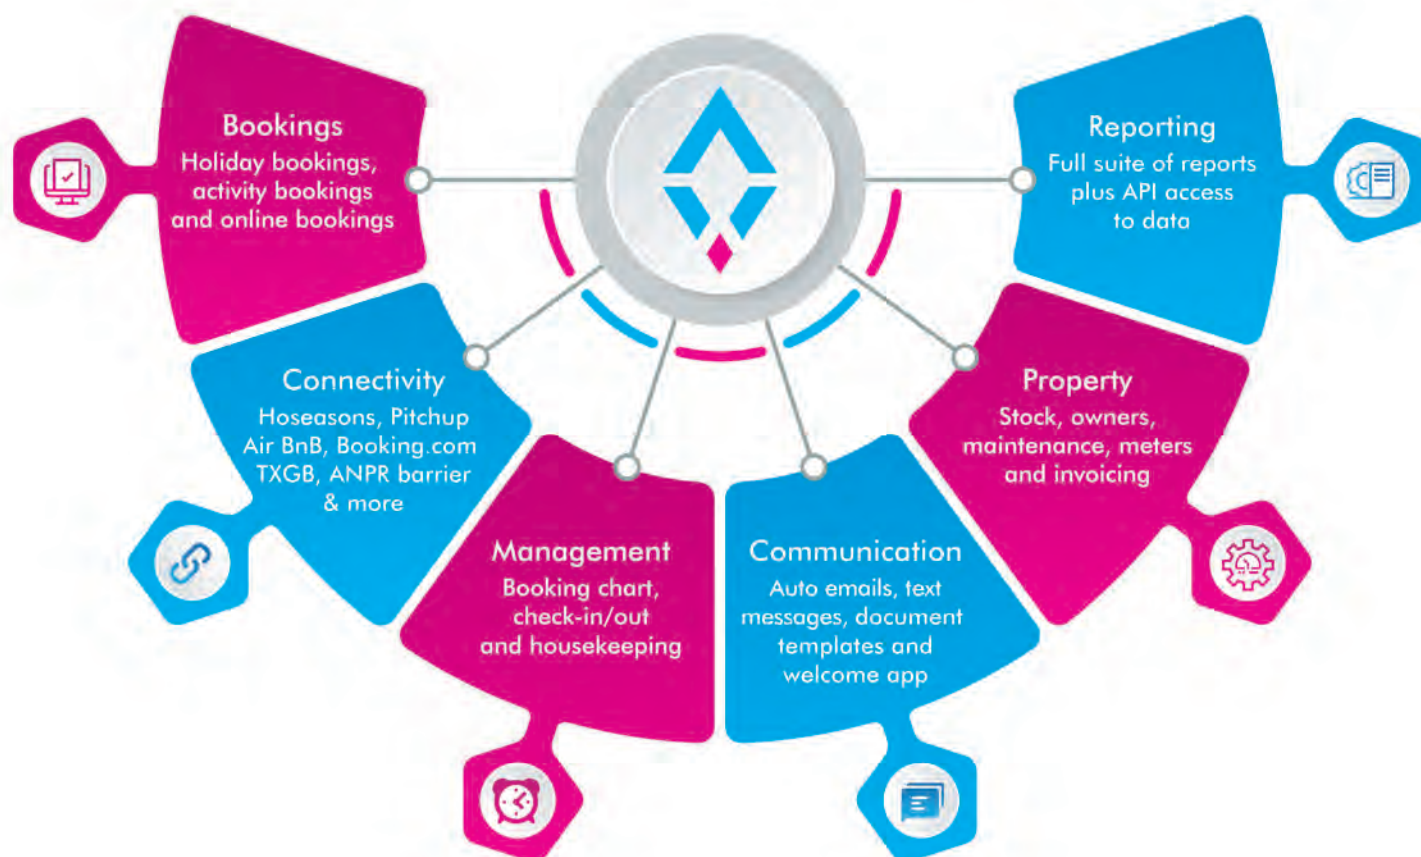 Bookings
Holiday bookings,
activity bookings
and online bookings
Connectivity
Hoseasons, Pitchup
Air BnB, Booking.com
TXGB, ANPR barrier
& more
Management
Booking chart,
check-in/out
and housekeeping
Communication
Auto emails, text
messages, document
templates and
welcome app
Property
Stock, owners,
maintenance, meters
and invoicing
Reporting
Full suite of reports
plus API access
to data